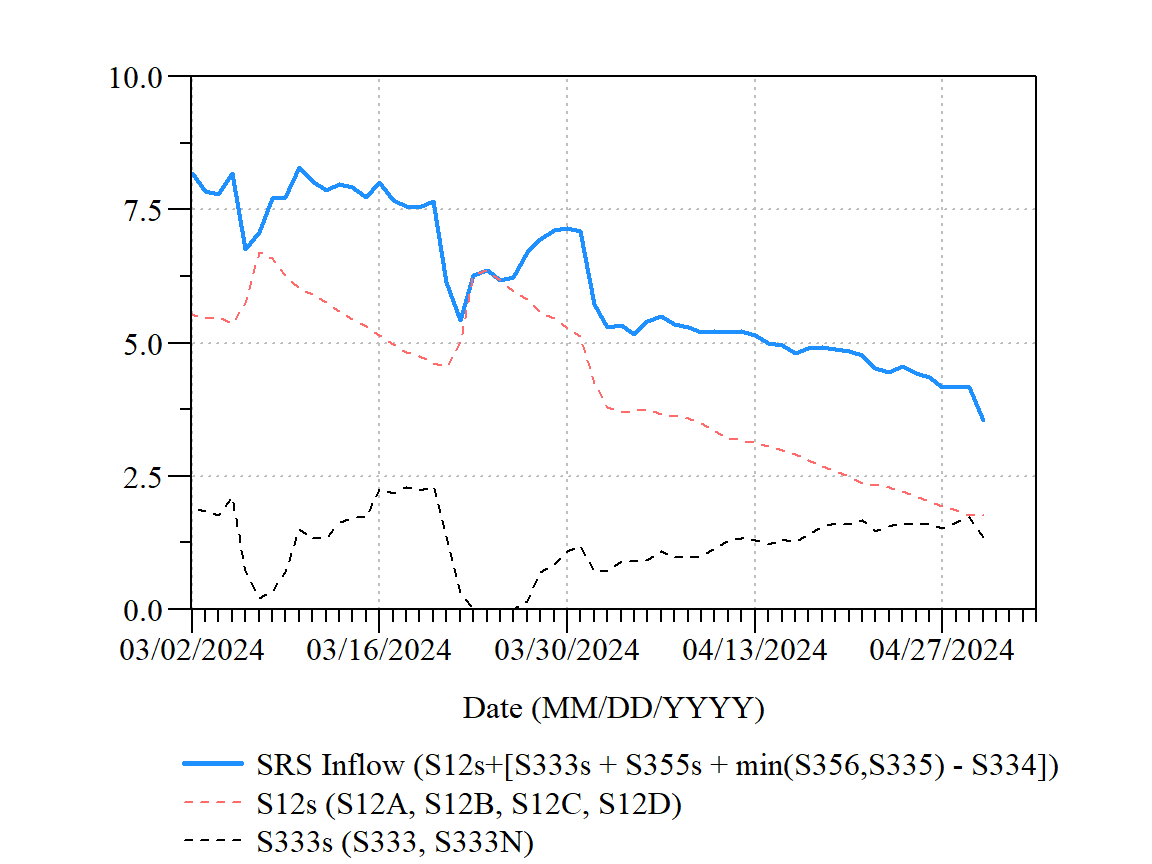 10.0
7.5
5.0
2.5
0.0
03/02/2024 03/16/2024 03/30/2024 04/13/2024 04/27/2024
Date (MM/DD/YYYY)
SRS Inflow (S12s+[S333s + S355s + min(S356,S335) - S334])
S12s (S12A, S12B, S12C, S12D)
S333s (S333, S333N)